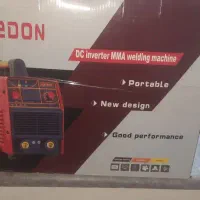 EDON
DC inverter MMA welding machine
Portable
New design
Good performance